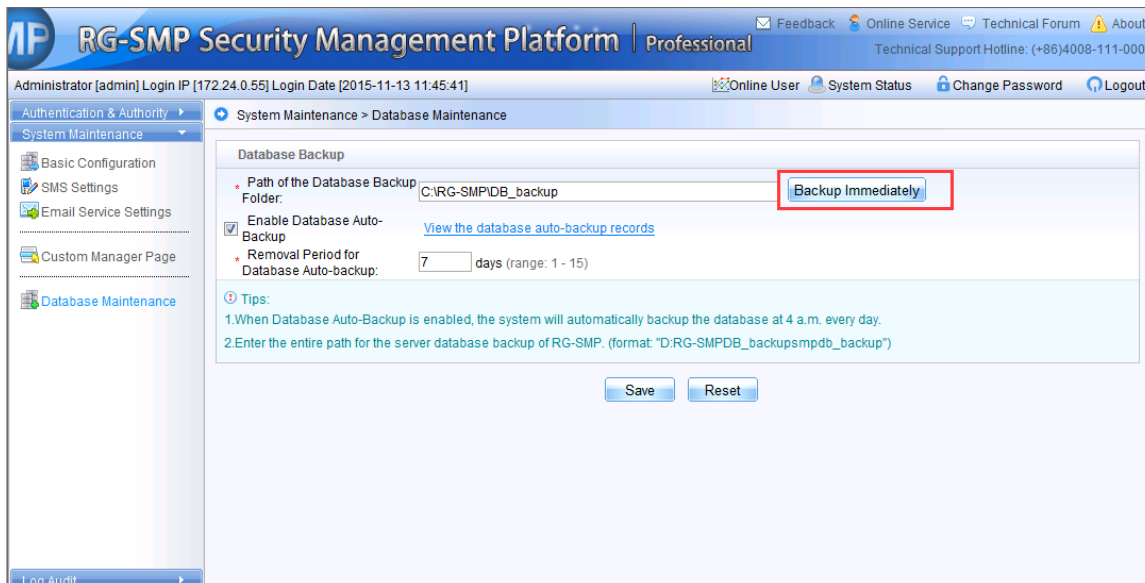 MP RG-SMP Security Management Platform | Professional
Feedback Online Service Technical Forum About
Technical Support Hotline: (+86)4008-111-000
Administrator [admin] Login IP [172.24.0.55] Login Date [2015-11-13 11:45:41]
Online User System Status Change Password Logout
Authentication & Authority
System Maintenance
Basic Configuration
SMS Settings
Email Service Settings
Custom Manager Page
Database Maintenance
Log Audit
System Maintenance > Database Maintenance
Database Backup
* Path of the Database Backup
Folder:
C:\RG-SMP\DB_backup
Backup Immediately
Enable Database Auto-
Backup
View the database auto-backup records
* Removal Period for
Database Auto-backup:
7 days (range: 1 - 15)
Tips:
1.When Database Auto-Backup is enabled, the system will automatically backup the database at 4 a.m. every day.
2.Enter the entire path for the server database backup of RG-SMP. (format: "D:RG-SMPDB_backupsmpdb_backup")
Save Reset